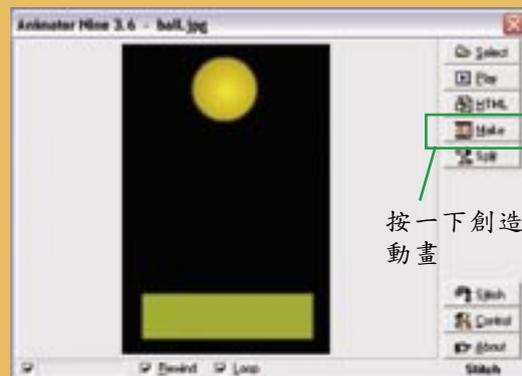 Animator Mine 3.6 - ball.jpg
Select
Play
HTML
Make
Split
按一下創造
動畫
Stitch
Control
About
Rewind
Loop
Stitch